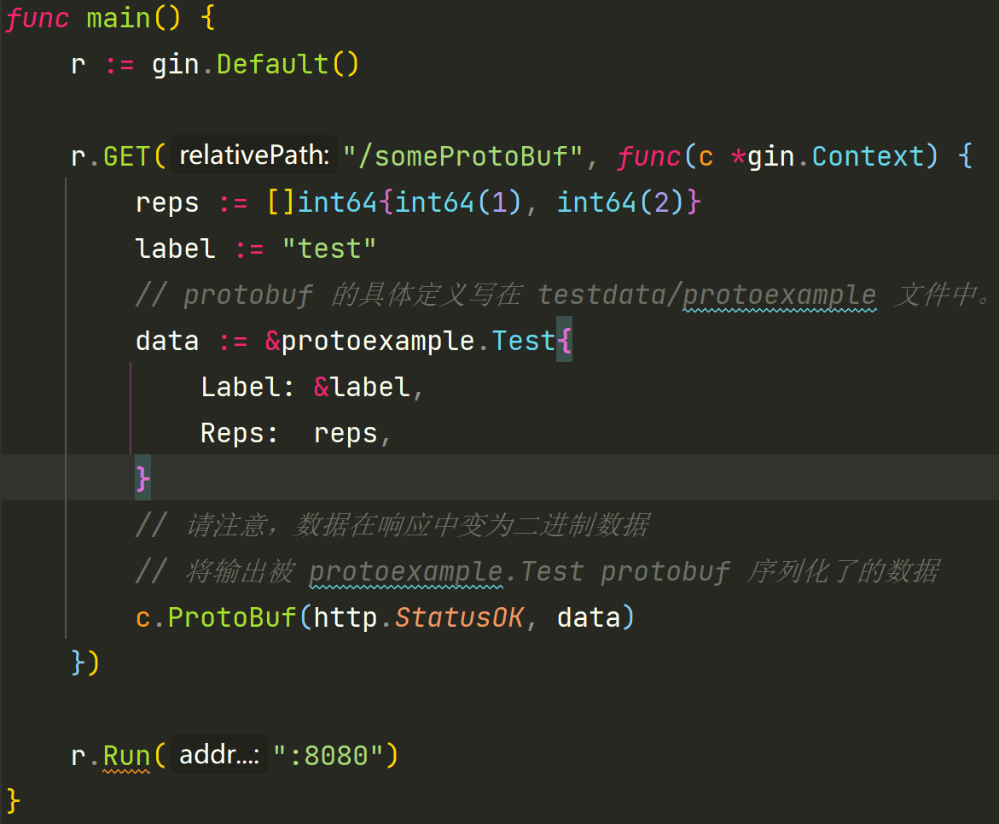 func main() {
    r := gin.Default()

    r.GET( relativePath: "/someProtoBuf", func(c *gin.Context) {
        reps := []int64{int64(1), int64(2)}
        label := "test"
        // protobuf 的具体定义写在 testdata/protoexample 文件中。
        data := &protoexample.Test{
            Label: &label,
            Reps:  reps,
        }
        // 请注意，数据在响应中变为二进制数据
        // 将输出被 protoexample.Test protobuf 序列化了的数据
        c.ProtoBuf(http.StatusOK, data)
    })

    r.Run( addr...: ":8080")
}